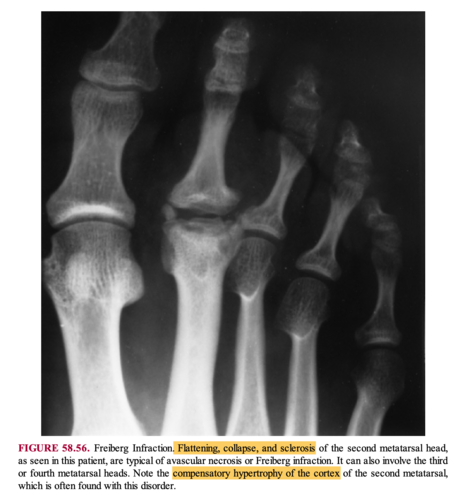 FIGURE 58.56. Freiberg Infraction. Flattening, collapse, and sclerosis of the second metatarsal head,
as seen in this patient, are typical of avascular necrosis or Freiberg infraction. It can also involve the third
or fourth metatarsal heads. Note the compensatory hypertrophy of the cortex of the second metatarsal,
which is often found with this disorder.